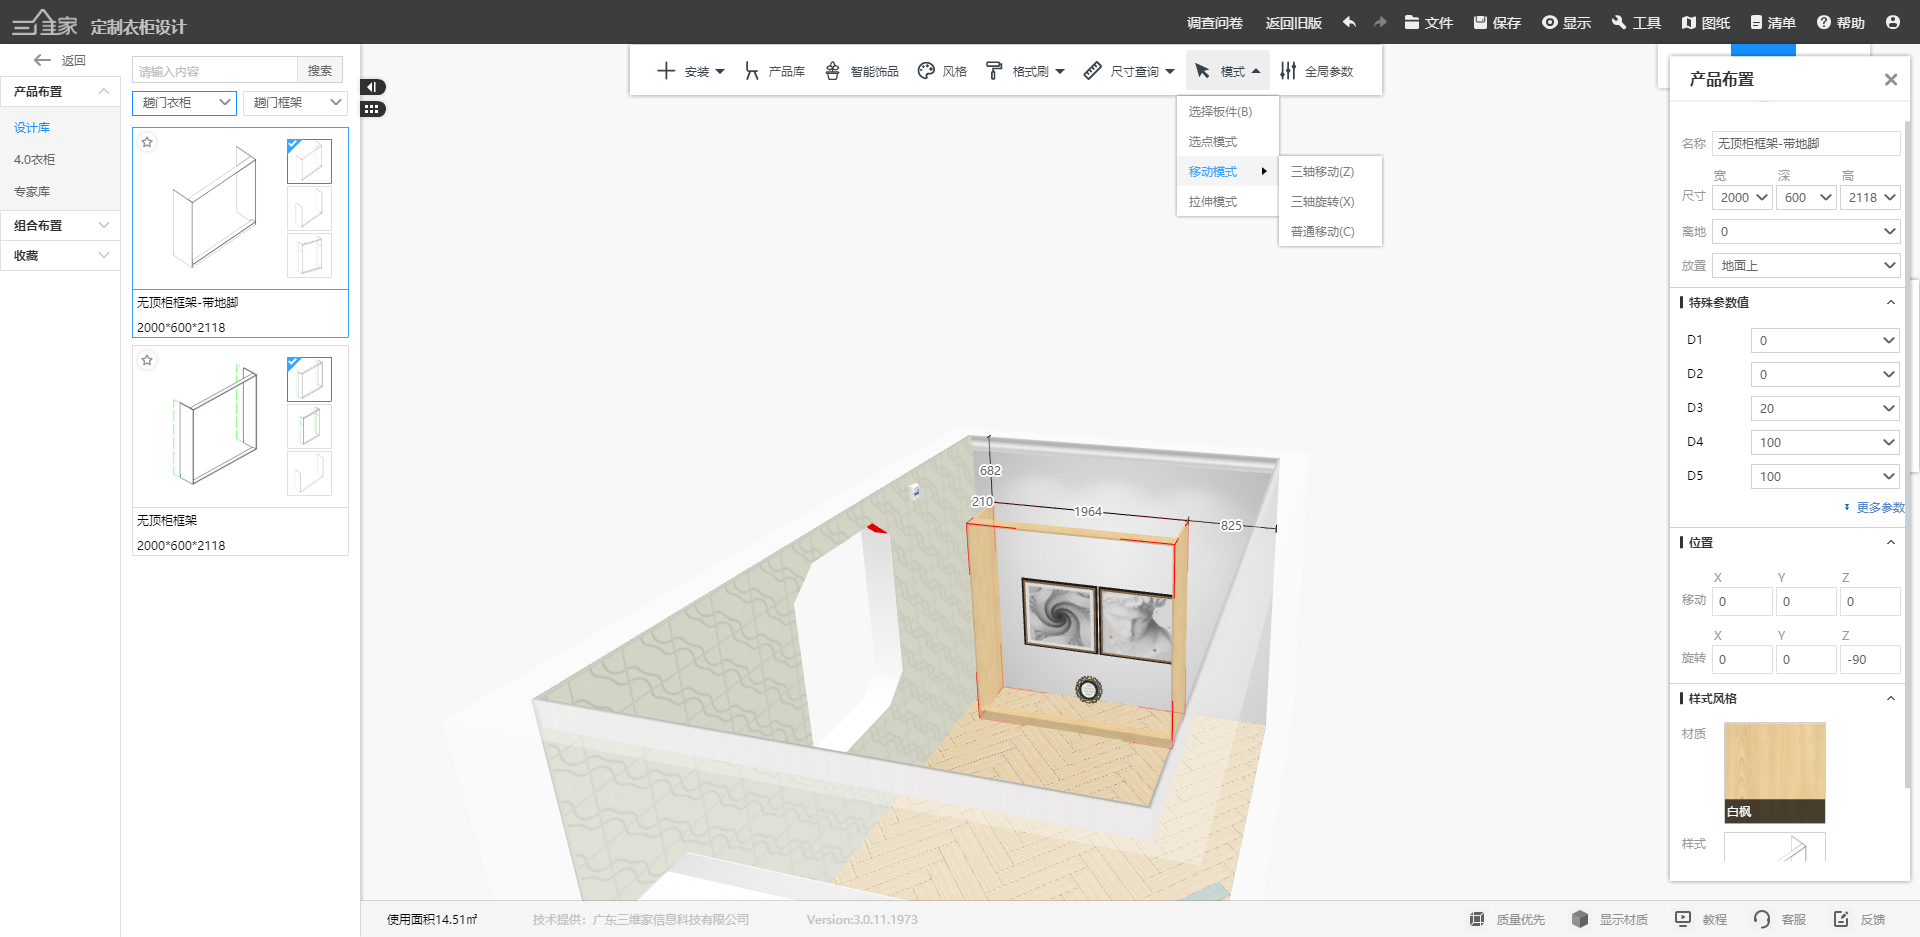 三维家 定制衣柜设计
调查问卷 返回旧版 文件 保存 显示 工具 图纸 清单 帮助
返回
产品布置
设计库
4.0衣柜
专家库
组合布置
收藏
请输入内容 搜索
趟门衣柜 趟门框架
无顶柜框架-带地脚
2000*600*2118
无顶柜框架
2000*600*2118
安装 产品库 智能饰品 风格 格式刷 尺寸查询 模式 全局参数
选择板件(B)
选点模式
移动模式
拉伸模式
三轴移动(Z)
三轴旋转(X)
普通移动(C)
682
210
1964
825
产品布置
名称 无顶柜框架-带地脚
宽 深 高
尺寸 2000 600 2118
离地 0
放置 地面上
特殊参数值
D1 0
D2 0
D3 20
D4 100
D5 100
更多参数
位置
X Y Z
移动 0 0 0
X Y Z
旋转 0 0 -90
样式风格
材质
白枫
样式
使用面积14.51㎡ 技术提供：广东三维家信息科技有限公司 Version:3.0.11.1973
质量优先 显示材质 教程 客服 反馈